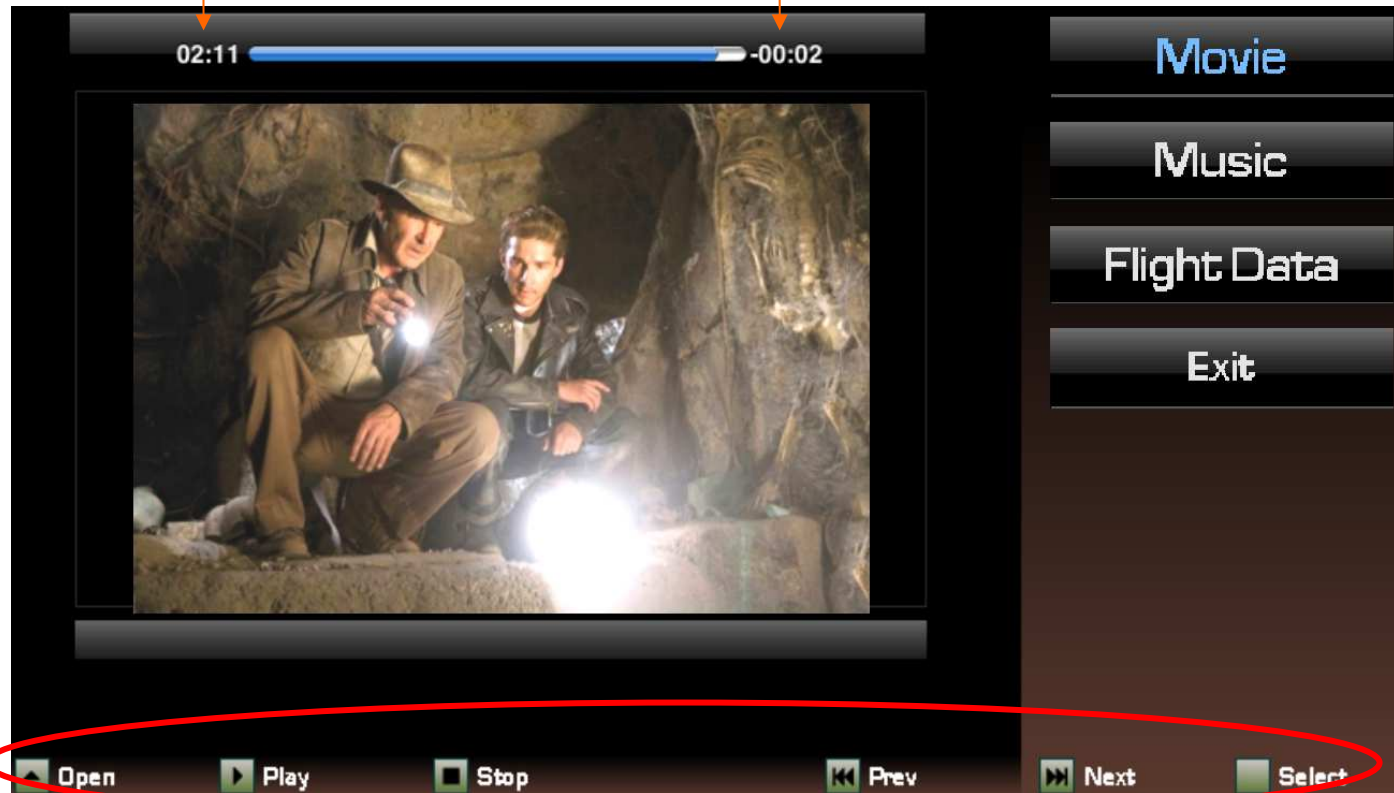 02:11 -00:02
Movie
Music
Flight Data
Exit
Open Play Stop Prev Next Select